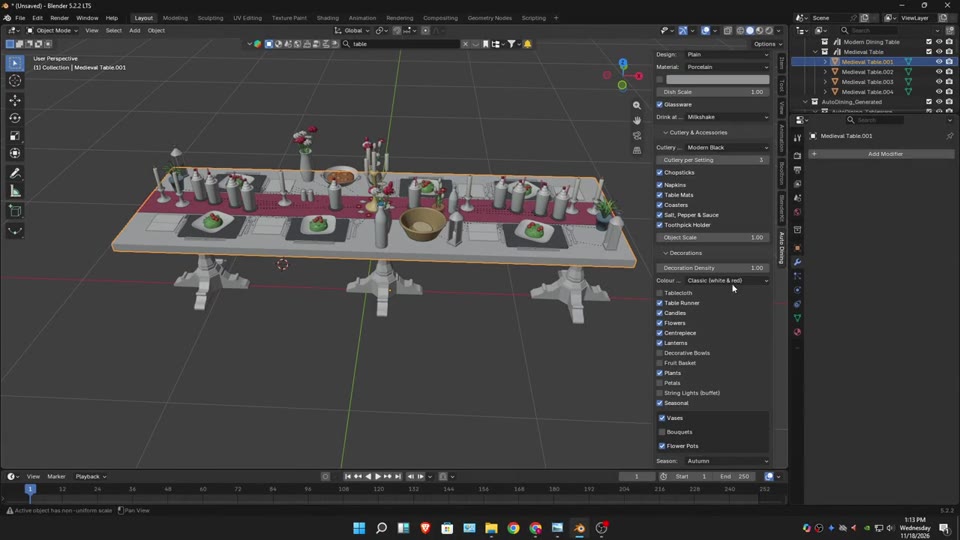 * (Unsaved) - Blender 5.2.2 LTS
File Edit Render Window Help Layout Modeling Sculpting UV Editing Texture Paint Shading Animation Rendering Compositing Geometry Nodes Scripting + Scene ViewLayer
Object Mode View Select Add Object Global
table Options
User Perspective
(1) Collection | Medieval Table.001
X
Z
Item
Tool
View
Animation
BlenderKit
Auto Dining
Design: Plain
Material: Porcelain
Dish Scale 1.00
Glassware
Drink at ... Milkshake
Cutlery & Accessories
Cutlery ... Modern Black
Cutlery per Setting 3
Chopsticks
Napkins
Table Mats
Coasters
Salt, Pepper & Sauce
Toothpick Holder
Object Scale 1.00
Decorations
Decoration Density 1.00
Colour ... Classic (white & red)
Tablecloth
Table Runner
Candles
Flowers
Centrepiece
Lanterns
Decorative Bowls
Fruit Basket
Plants
Petals
String Lights (buffet)
Seasonal
Vases
Bouquets
Flower Pots
Season: Autumn
Modern Dining Table
Medieval Table
Medieval Table.001
Medieval Table.002
Medieval Table.003
Medieval Table.004
AutoDining_Generated
Search
Medieval Table.001
Add Modifier
View Marker Playback
1 Start 1 End 250
1 12 24 36 48 60 72 84 96 108 120 132 144 156 168 180 192 204 216 228 240 252
Active object has non-uniform scale Pan View
5.2.2
1:13 PM
Wednesday
11/18/2026